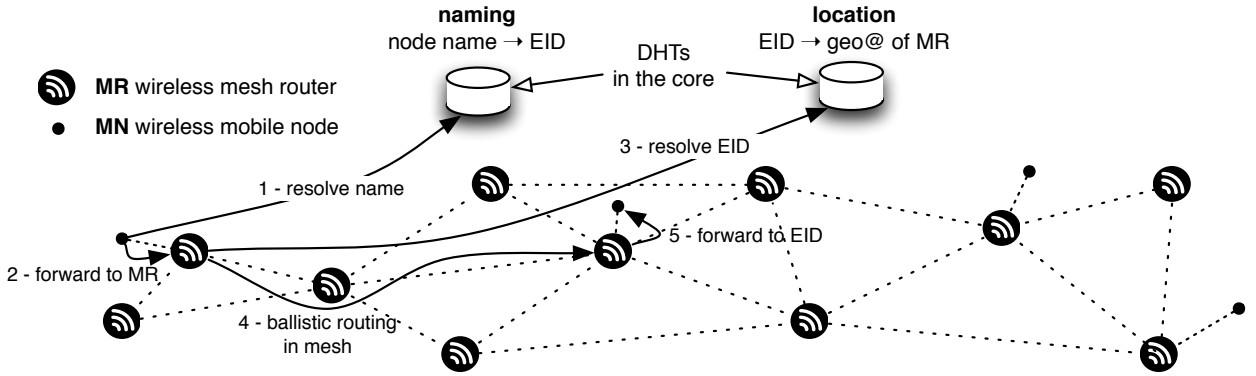 naming
node name → EID
location
EID → geo@ of MR
DHTs
in the core
MR wireless mesh router
MN wireless mobile node
3 - resolve EID
1 - resolve name
5 - forward to EID
2 - forward to MR
4 - ballistic routing
in mesh